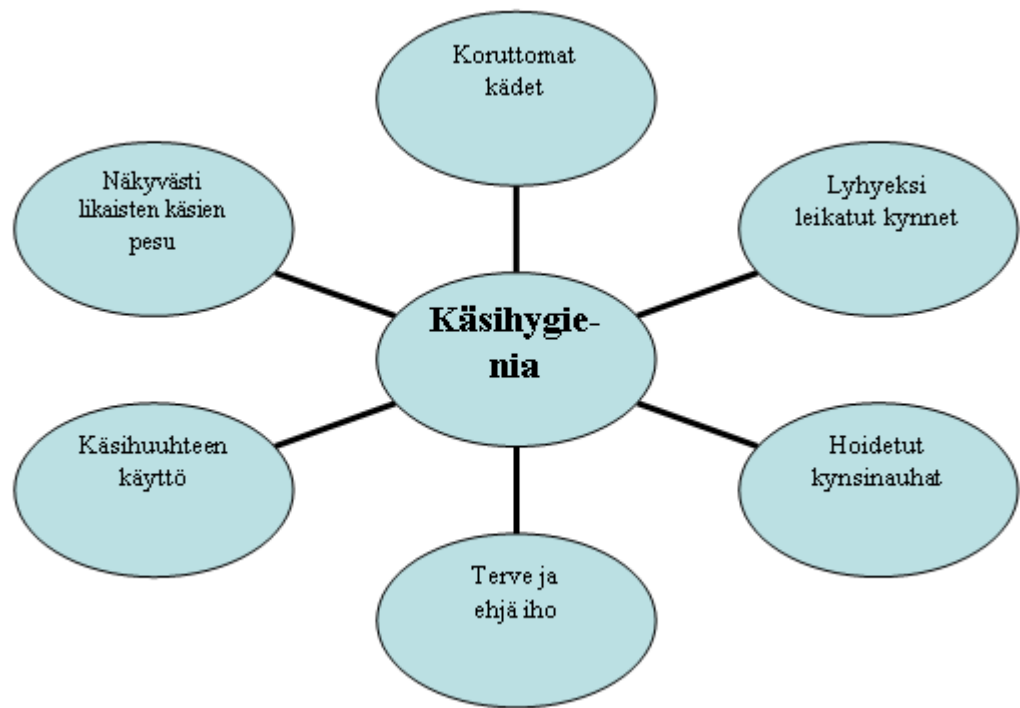 Koruttomat
kädet
Näkyvästi
likaisten käsien
pesu
Lyhyeksi
leikatut kynnet
Käsihygie-
nia
Käsihuuhteen
käyttö
Hoidetut
kynsinauhat
Terve ja
ehjä iho